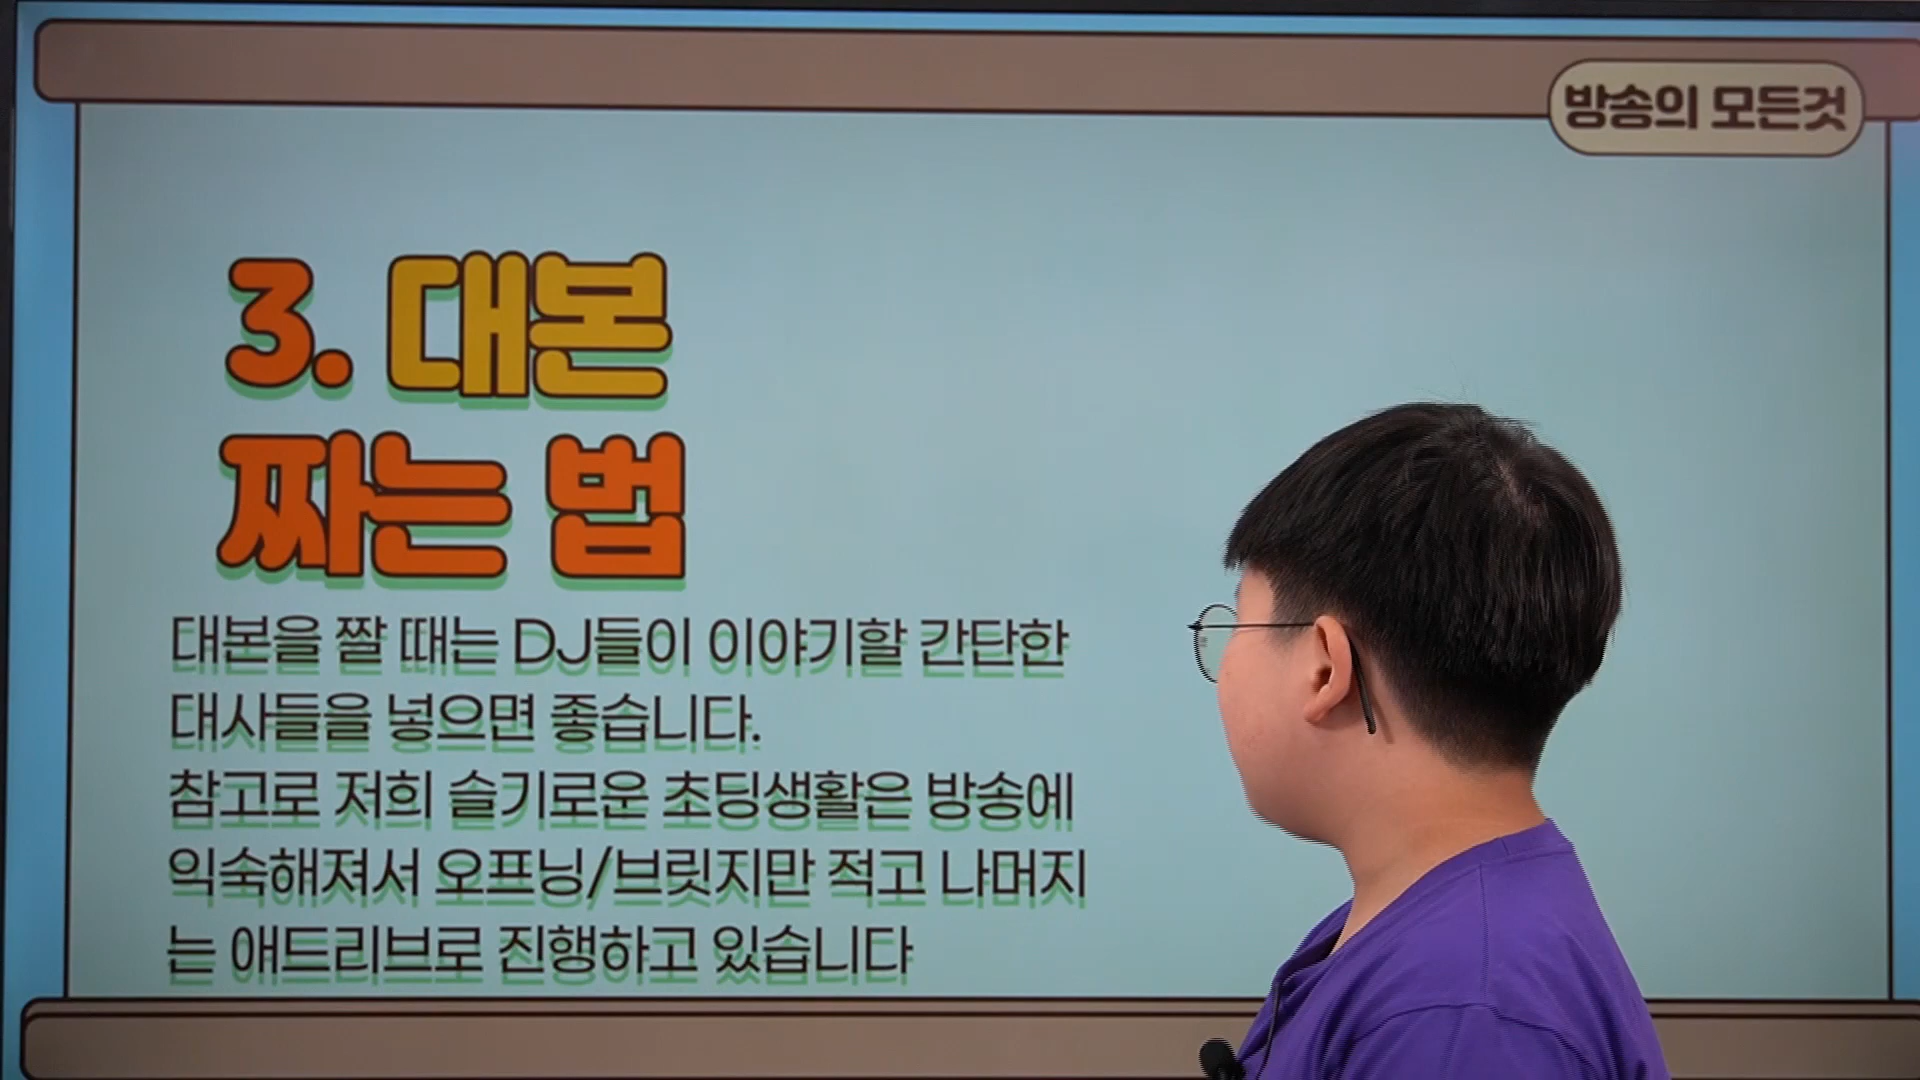 방송의 모든것
3. 대본
짜는 법
대본을 짤 때는 DJ들이 이야기할 간단한
대사들을 넣으면 좋습니다.
참고로 저희 슬기로운 초딩생활은 방송에
익숙해져서 오프닝/브릿지만 적고 나머지
는 애드리브로 진행하고 있습니다